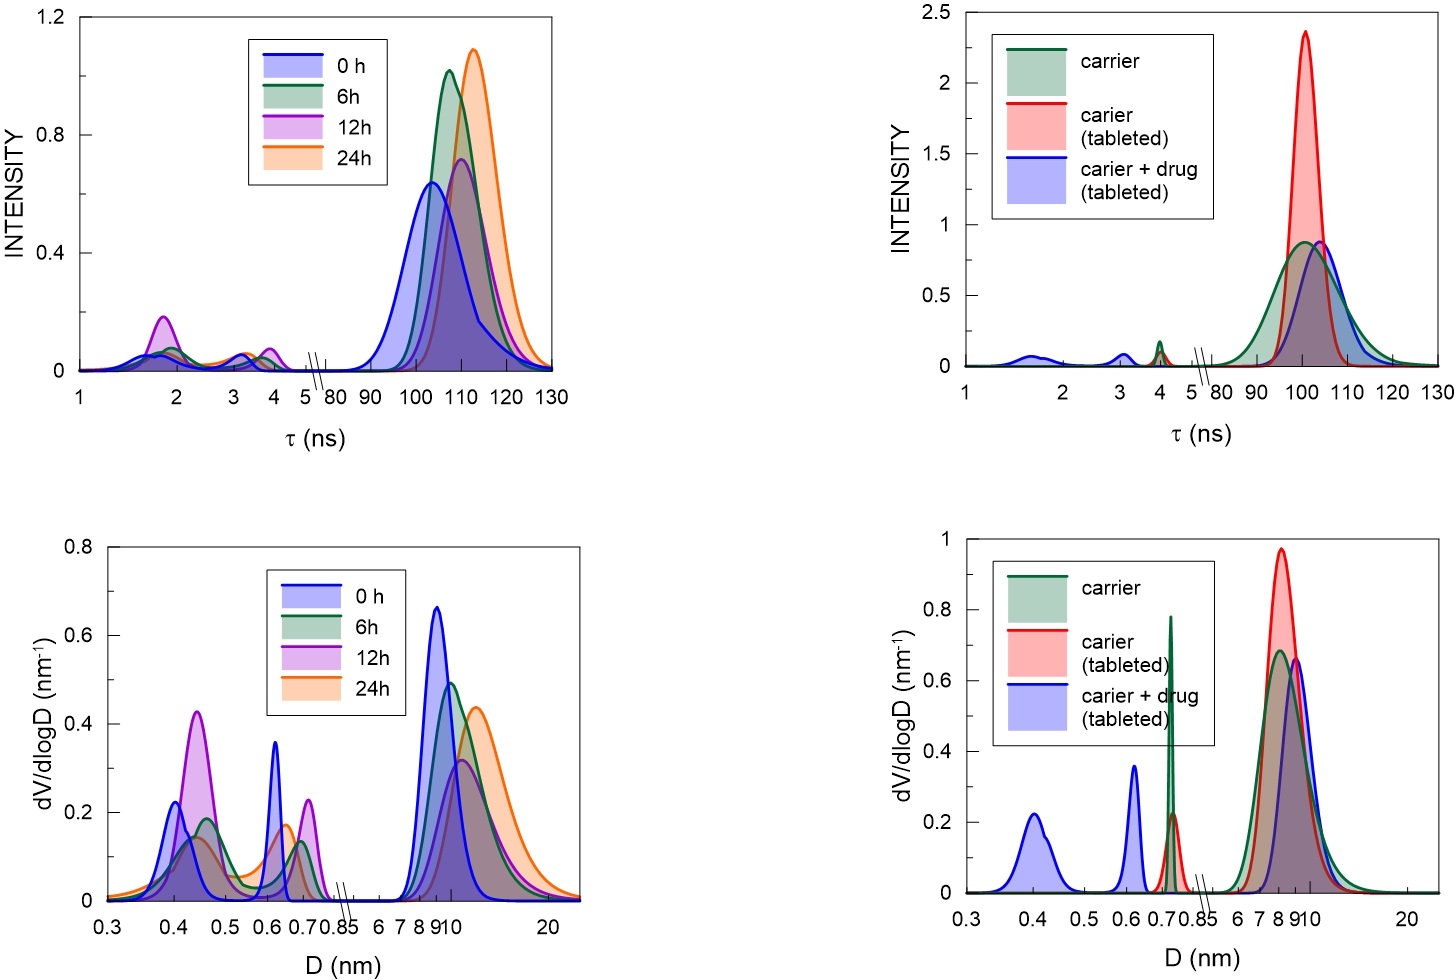 1.2
0.8
0.4
0
INTENSITY
0 h
6h
12h
24h
1 2 3 4 5 80 90 100 110 120 130
τ (ns)
2.5
2
1.5
1
0.5
0
INTENSITY
carrier
carier
(tableted)
carier + drug
(tableted)
1 2 3 4 5 80 90 100 110 120 130
τ (ns)
0.8
0.6
0.4
0.2
0
dV/dlogD (nm-1)
0 h
6h
12h
24h
0.3 0.4 0.5 0.6 0.7 0.8 5 6 7 8 9 10 20
D (nm)
1
0.8
0.6
0.4
0.2
0
dV/dlogD (nm-1)
carrier
carier
(tableted)
carier + drug
(tableted)
0.3 0.4 0.5 0.6 0.7 0.8 5 6 7 8 9 10 20
D (nm)